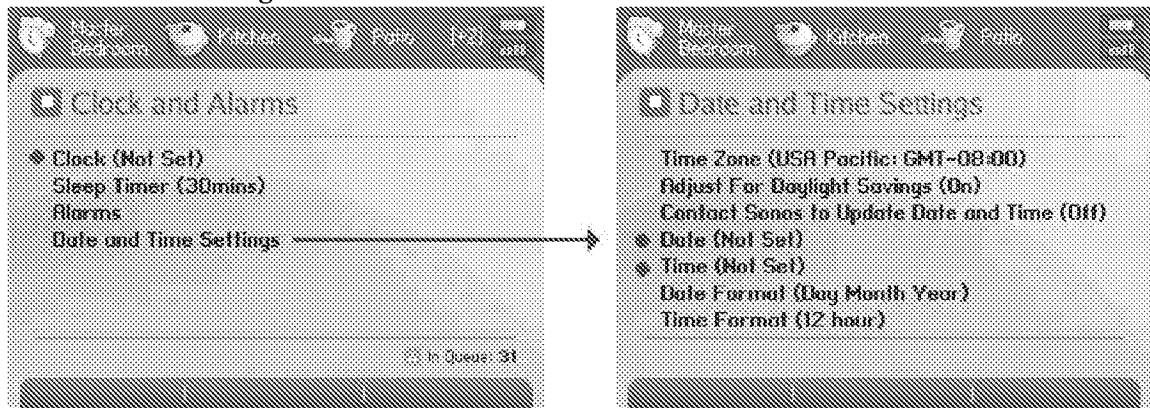 Master
Bedroom
Kitchen
Patio
Clock and Alarms
Clock (Not Set)
Sleep Timer (30mins)
Alarms
Date and Time Settings
In Queue: 31
Master
Bedroom
Kitchen
Patio
Date and Time Settings
Time Zone (USA Pacific: GMT-08:00)
Adjust For Daylight Savings (On)
Contact Sonos to Update Date and Time (Off)
Date (Not Set)
Time (Not Set)
Date Format (Day Month Year)
Time Format (12 hour)